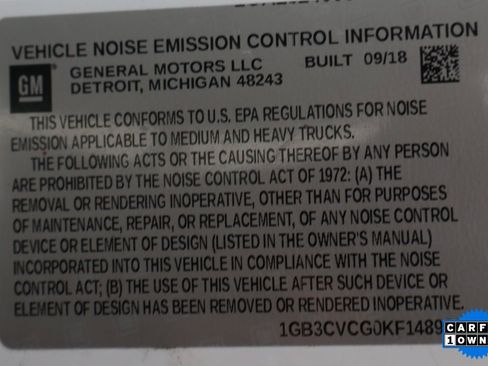 VEHICLE NOISE EMISSION CONTROL INFORMATION
GM
GENERAL MOTORS LLC BUILT 09/18
DETROIT, MICHIGAN 48243
THIS VEHICLE CONFORMS TO U.S. EPA REGULATIONS FOR NOISE
EMISSION APPLICABLE TO MEDIUM AND HEAVY TRUCKS.
THE FOLLOWING ACTS OR THE CAUSING THEREOF BY ANY PERSON
ARE PROHIBITED BY THE NOISE CONTROL ACT OF 1972: (A) THE
REMOVAL OR RENDERING INOPERATIVE, OTHER THAN FOR PURPOSES
OF MAINTENANCE, REPAIR, OR REPLACEMENT, OF ANY NOISE CONTROL
DEVICE OR ELEMENT OF DESIGN (LISTED IN THE OWNER'S MANUAL)
INCORPORATED INTO THIS VEHICLE IN COMPLIANCE WITH THE NOISE
CONTROL ACT; (B) THE USE OF THIS VEHICLE AFTER SUCH DEVICE OR
ELEMENT OF DESIGN HAS BEEN REMOVED OR RENDERED INOPERATIVE.
1GB3CVCG0KF1489
CARF
1 OWN